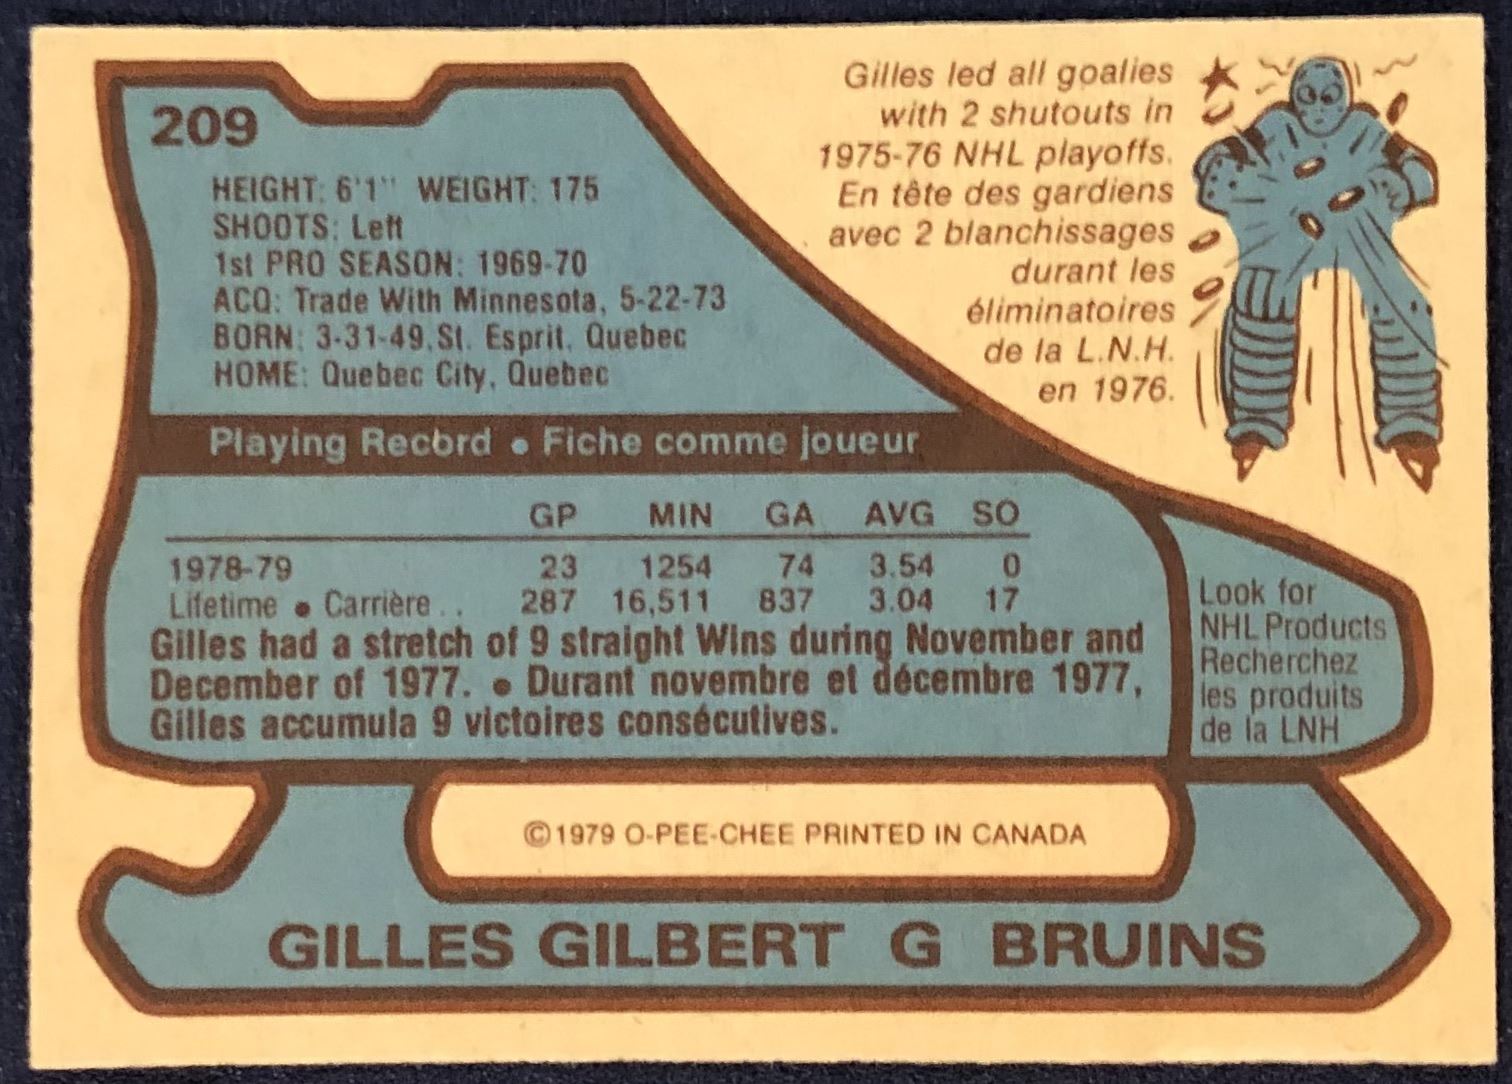 209
HEIGHT: 6'1" WEIGHT: 175
SHOOTS: Left
1st PRO SEASON: 1969-70
ACQ: Trade With Minnesota, 5-22-73
BORN: 3-31-49, St. Esprit, Quebec
HOME: Quebec City, Quebec
Gilles led all goalies
with 2 shutouts in
1975-76 NHL playoffs.
En tête des gardiens
avec 2 blanchissages
durant les
éliminatoires
de la L.N.H.
en 1976.
Playing Record • Fiche comme joueur
GP MIN GA AVG SO
1978-79 23 1254 74 3.54 0
Lifetime • Carrière . . 287 16,511 837 3.04 17
Gilles had a stretch of 9 straight Wins during November and
December of 1977. • Durant novembre et décembre 1977,
Gilles accumula 9 victoires consécutives.
Look for
NHL Products
Recherchez
les produits
de la LNH
©1979 O-PEE-CHEE PRINTED IN CANADA
GILLES GILBERT G BRUINS